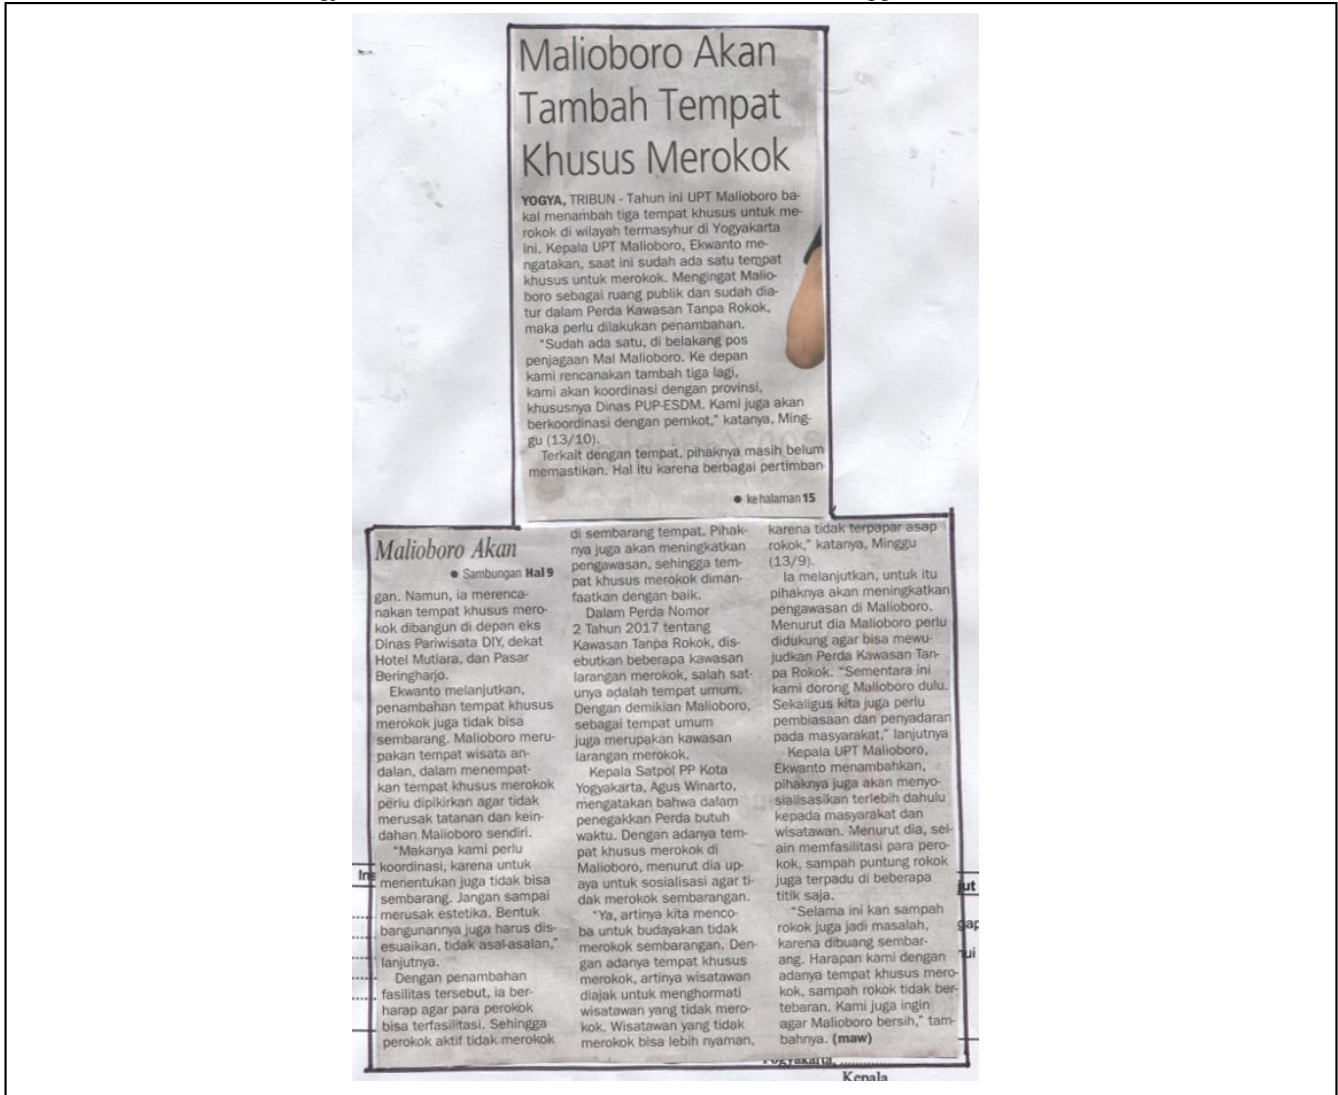 Malioboro Akan
Tambah Tempat
Khusus Merokok
YOGYA, TRIBUN - Tahun ini UPT Malioboro ba-
kal menambah tiga tempat khusus untuk me-
rokok di wilayah termasyhur di Yogyakarta
ini. Kepala UPT Malioboro, Ekwanto me-
ngatakan, saat ini sudah ada satu tempat
khusus untuk merokok. Mengingat Malio-
boro sebagai ruang publik dan sudah dia-
tur dalam Perda Kawasan Tanpa Rokok,
maka perlu dilakukan penambahan.
"Sudah ada satu, di belakang pos
penjagaan Mal Malioboro. Ke depan
kami rencanakan tambah tiga lagi,
kami akan koordinasi dengan provinsi,
khususnya Dinas PUP-ESDM. Kami juga akan
berkoordinasi dengan pemkot," katanya, Ming-
gu (13/10).
Terkait dengan tempat, pihaknya masih belum
memastikan. Hal itu karena berbagai pertimban-
● ke halaman 15
Malioboro Akan
● Sambungan Hal 9
gan. Namun, ia merenca-
nakan tempat khusus mero-
kok dibangun di depan eks
Dinas Pariwisata DIY, dekat
Hotel Mutiara, dan Pasar
Beringharjo.
Ekwanto melanjutkan,
penambahan tempat khusus
merokok juga tidak bisa
sembarang. Malioboro meru-
pakan tempat wisata an-
dalan, dalam menempat-
kan tempat khusus merokok
perlu dipikirkan agar tidak
merusak tatanan dan kein-
dahan Malioboro sendiri.
"Makanya kami perlu
koordinasi, karena untuk
menentukan juga tidak bisa
sembarang. Jangan sampai
merusak estetika. Bentuk
bangunannya juga harus dis-
esuaikan, tidak asal-asalan,"
lanjutnya.
Dengan penambahan
fasilitas tersebut, ia ber-
harap agar para perokok
bisa terfasilitasi. Sehingga
perokok aktif tidak merokok
di sembarang tempat. Pihak-
nya juga akan meningkatkan
pengawasan, sehingga tem-
pat khusus merokok diman-
faatkan dengan baik.
Dalam Perda Nomor
2 Tahun 2017 tentang
Kawasan Tanpa Rokok, dis-
ebutkan beberapa kawasan
larangan merokok, salah sat-
unya adalah tempat umum.
Dengan demikian Malioboro,
sebagai tempat umum
juga merupakan kawasan
larangan merokok.
Kepala Satpol PP Kota
Yogyakarta, Agus Winarto,
mengatakan bahwa dalam
penegakkan Perda butuh
waktu. Dengan adanya tem-
pat khusus merokok di
Malioboro, menurut dia up-
aya untuk sosialisasi agar ti-
dak merokok sembarangan.
"Ya, artinya kita menco-
ba untuk budayakan tidak
merokok sembarangan. Den-
gan adanya tempat khusus
merokok, artinya wisatawan
diajak untuk menghormati
wisatawan yang tidak mero-
kok. Wisatawan yang tidak
merokok bisa lebih nyaman,
karena tidak terpapar asap
rokok," katanya, Minggu
(13/9).
Ia melanjutkan, untuk itu
pihaknya akan meningkatkan
pengawasan di Malioboro.
Menurut dia Malioboro perlu
didukung agar bisa mewu-
judkan Perda Kawasan Tan-
pa Rokok. "Sementara ini
kami dorong Malioboro dulu.
Sekaligus kita juga perlu
pembiasaan dan penyadaran
pada masyarakat," lanjutnya
Kepala UPT Malioboro,
Ekwanto menambahkan,
pihaknya juga akan menyo-
sialisasikan terlebih dahulu
kepada masyarakat dan
wisatawan. Menurut dia, sel-
ain memfasilitasi para pero-
kok, sampah puntung rokok
juga terpadu di beberapa
titik saja.
"Selama ini kan sampah
rokok juga jadi masalah,
karena dibuang sembar-
ang. Harapan kami dengan
adanya tempat khusus mero-
kok, sampah rokok tidak ber-
tebaran. Kami juga ingin
agar Malioboro bersih," tam-
bahnya. (maw)
Ins
jut
gap
ui
Yogyakarta, ..............
Kepala